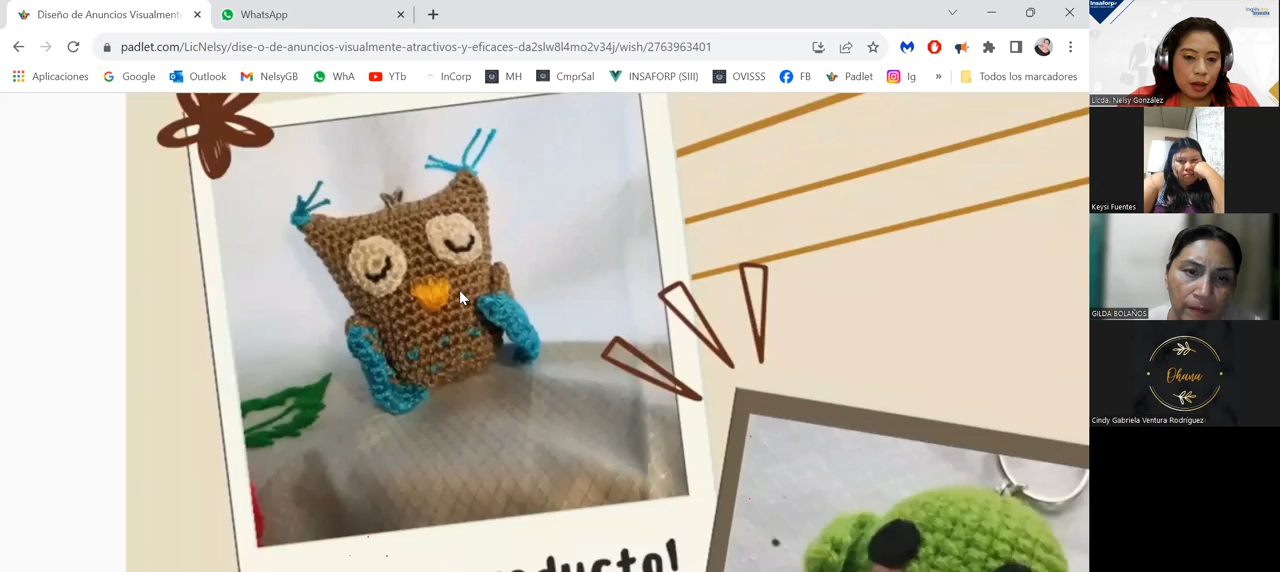 Diseño de Anuncios Visualmente
WhatsApp
padlet.com/LicNelsy/dise-o-de-anuncios-visualmente-atractivos-y-eficaces-da2slw8l4mo2v34j/wish/2763963401
Aplicaciones
Google
Outlook
NelsyGB
WhA
YTb
InCorp
MH
CmprSal
INSAFORP (SIII)
OVISSS
FB
Padlet
Ig
»
Todos los marcadores
Insaforp
Licda. Nelsy González
Keysi Fuentes
GILDA BOLAÑOS
Ohana
Cindy Gabriela Ventura Rodríguez